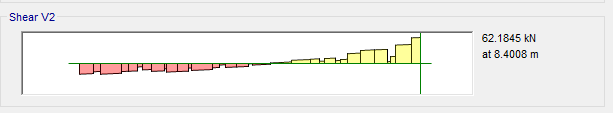 Shear V2
62.1845 kN
at 8.4008 m